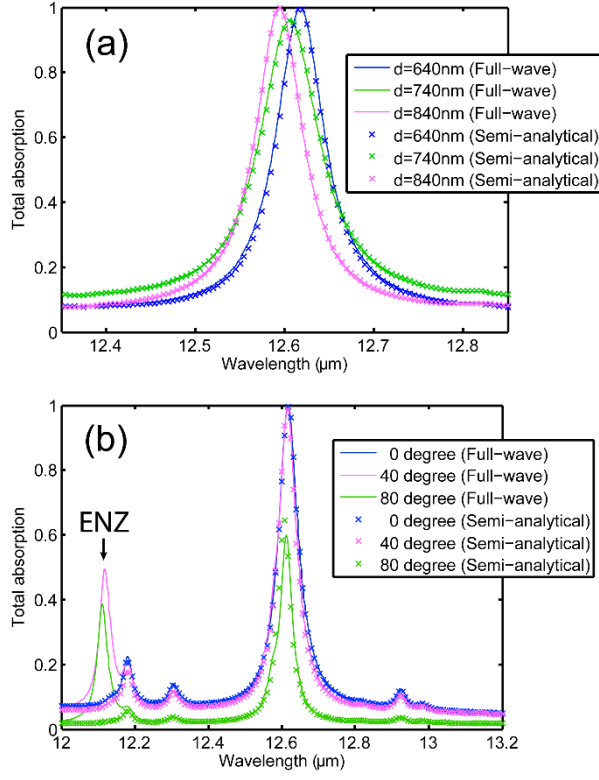 (a)
1
0.8
0.6
0.4
0.2
0
Total absorption
d=640nm (Full-wave)
d=740nm (Full-wave)
d=840nm (Full-wave)
d=640nm (Semi-analytical)
d=740nm (Semi-analytical)
d=840nm (Semi-analytical)
12.4
12.5
12.6
12.7
12.8
Wavelength (μm)
(b)
1
0.8
0.6
0.4
0.2
0
Total absorption
ENZ
0 degree (Full-wave)
40 degree (Full-wave)
80 degree (Full-wave)
0 degree (Semi-analytical)
40 degree (Semi-analytical)
80 degree (Semi-analytical)
12
12.2
12.4
12.6
12.8
13
13.2
Wavelength (μm)